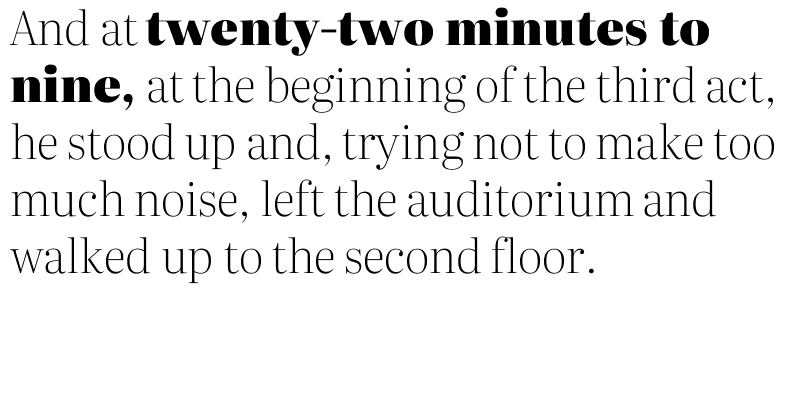 And at twenty-two minutes to
nine, at the beginning of the third act,
he stood up and, trying not to make too
much noise, left the auditorium and
walked up to the second floor.